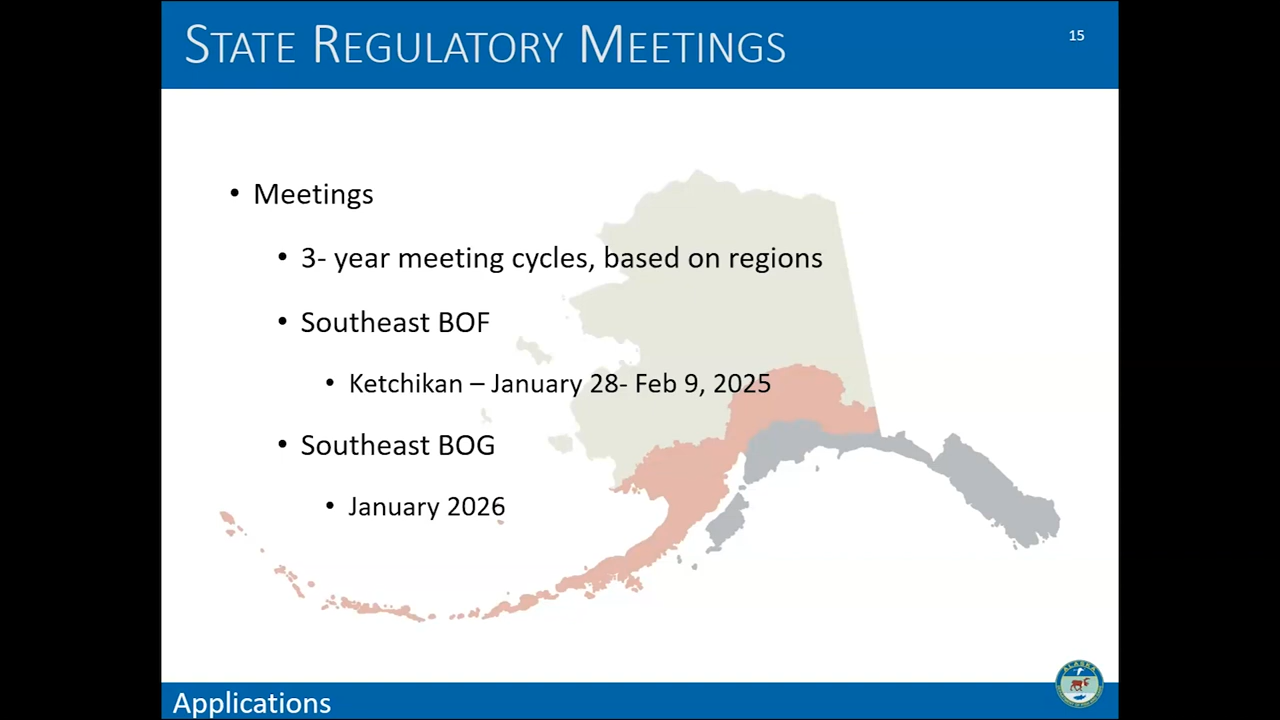 STATE REGULATORY MEETINGS
15
• Meetings
• 3- year meeting cycles, based on regions
• Southeast BOF
• Ketchikan – January 28- Feb 9, 2025
• Southeast BOG
• January 2026
Applications
ALASKA